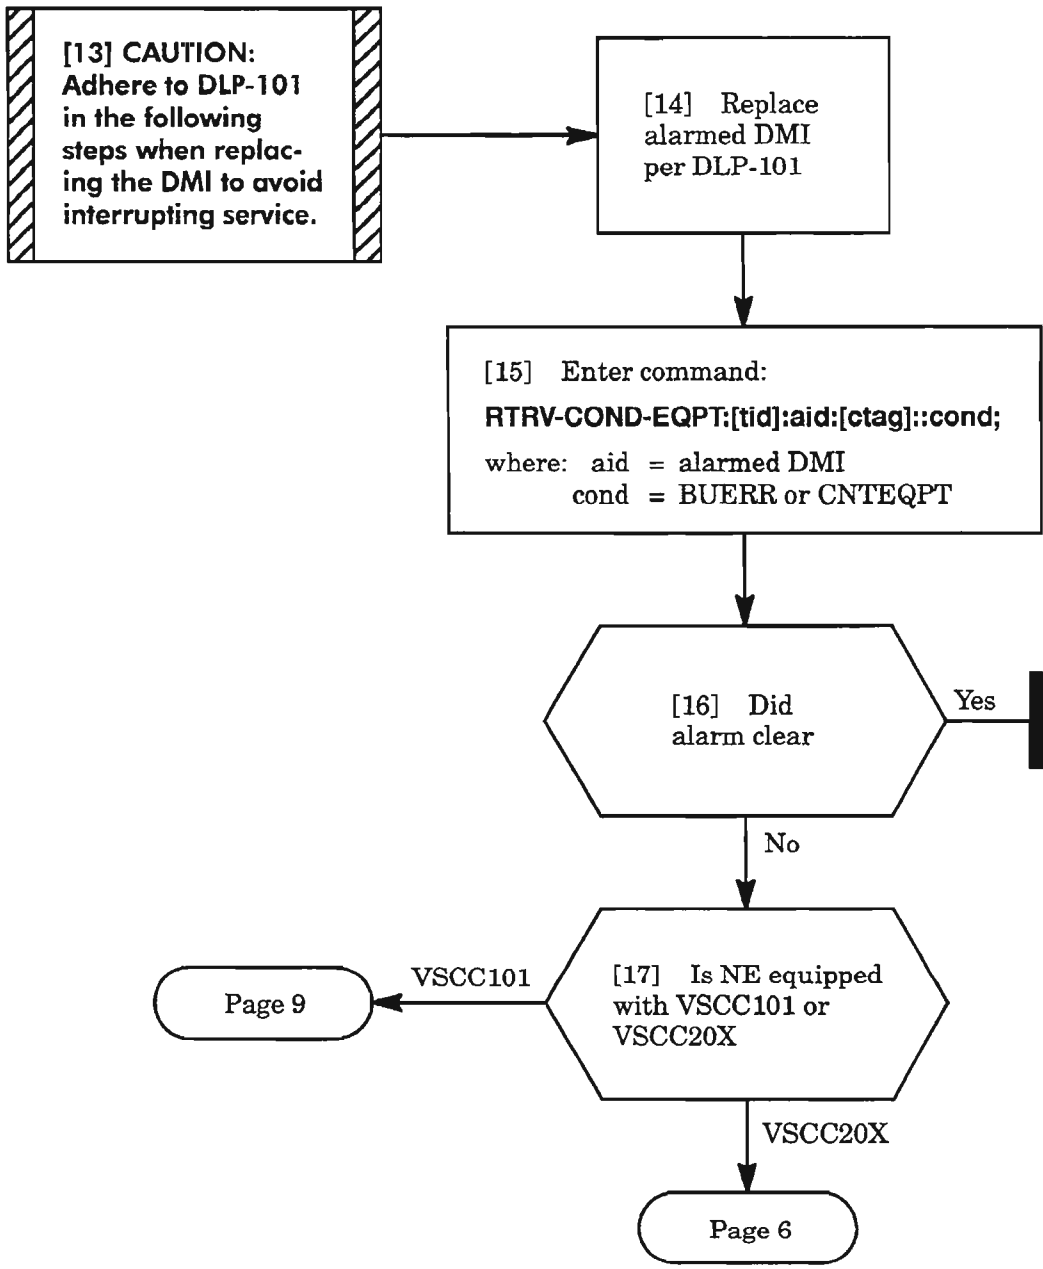 [13] CAUTION:
Adhere to DLP-101
in the following
steps when replac-
ing the DMI to avoid
interrupting service.
[14] Replace
alarmed DMI
per DLP-101
[15] Enter command:
RTRV-COND-EQPT:[tid]:aid:[ctag]::cond;
where: aid = alarmed DMI
cond = BUERR or CNTEQPT
[16] Did
alarm clear
Yes
No
[17] Is NE equipped
with VSCC101 or
VSCC20X
VSCC101
Page 9
VSCC20X
Page 6